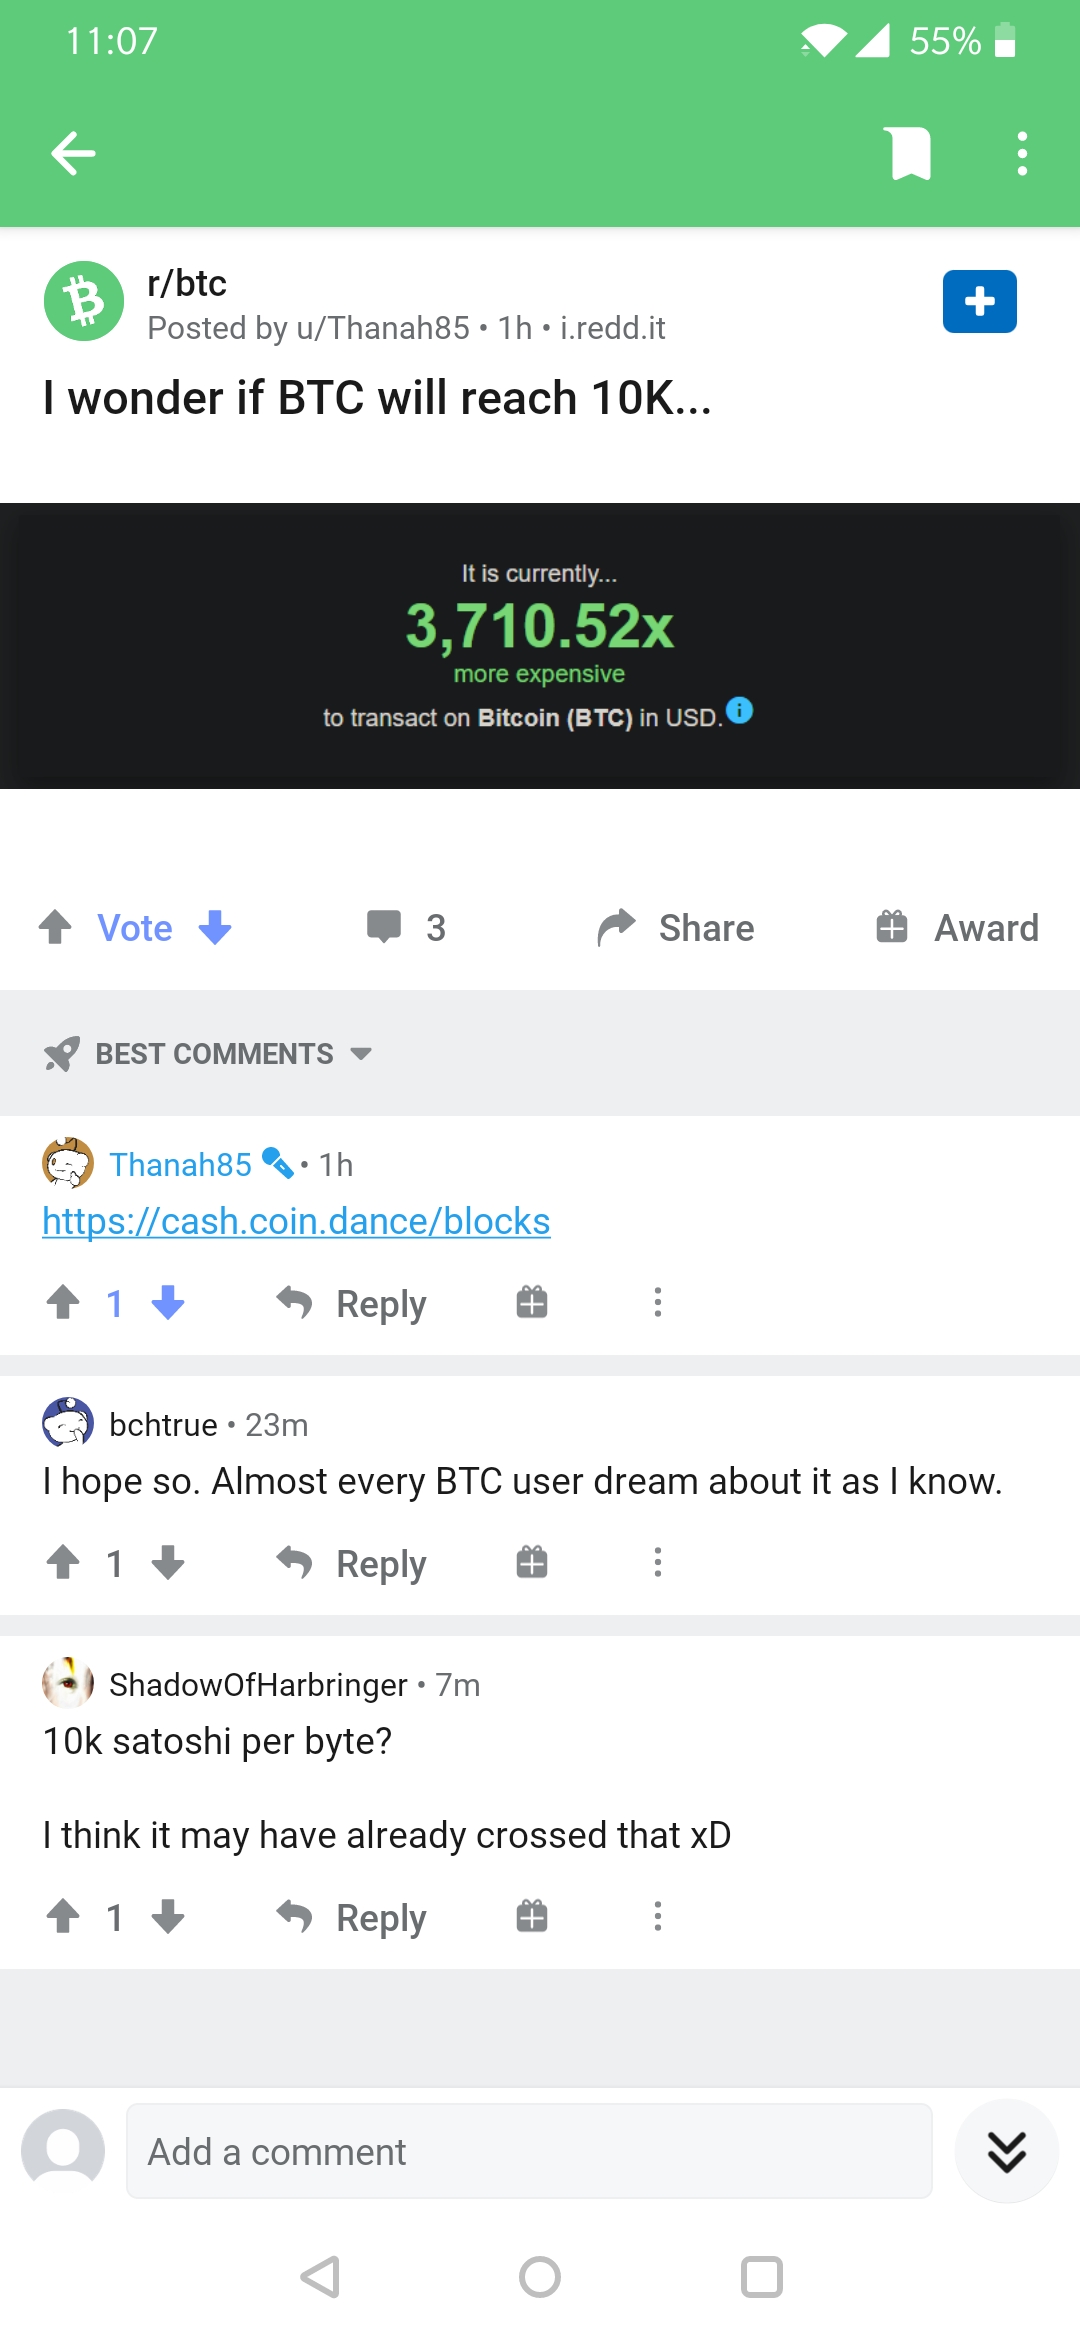 11:07
55%
r/btc
Posted by u/Thanah85 • 1h • i.redd.it
I wonder if BTC will reach 10K...
It is currently...
3,710.52x
more expensive
to transact on Bitcoin (BTC) in USD.
Vote
3
Share
Award
BEST COMMENTS
Thanah85 • 1h
https://cash.coin.dance/blocks
1
Reply
bchtrue • 23m
I hope so. Almost every BTC user dream about it as I know.
1
Reply
ShadowOfHarbringer • 7m
10k satoshi per byte?
I think it may have already crossed that xD
1
Reply
Add a comment